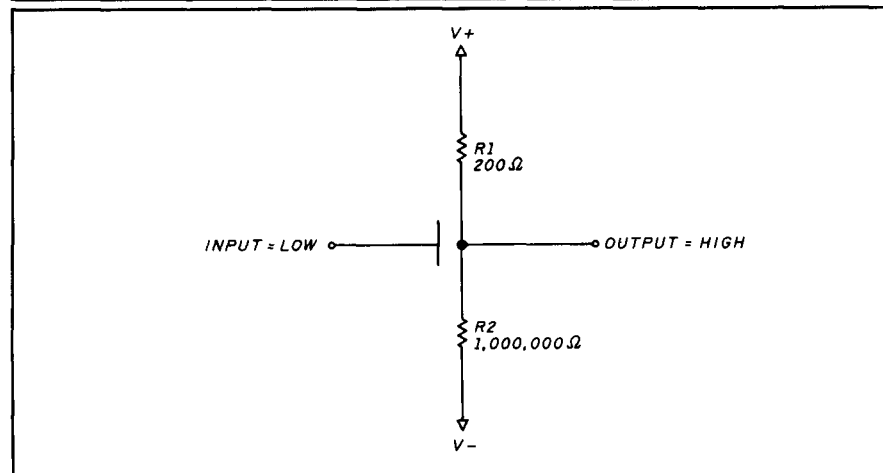 V+
R1
200Ω
INPUT = LOW
OUTPUT = HIGH
R2
1,000,000Ω
V-